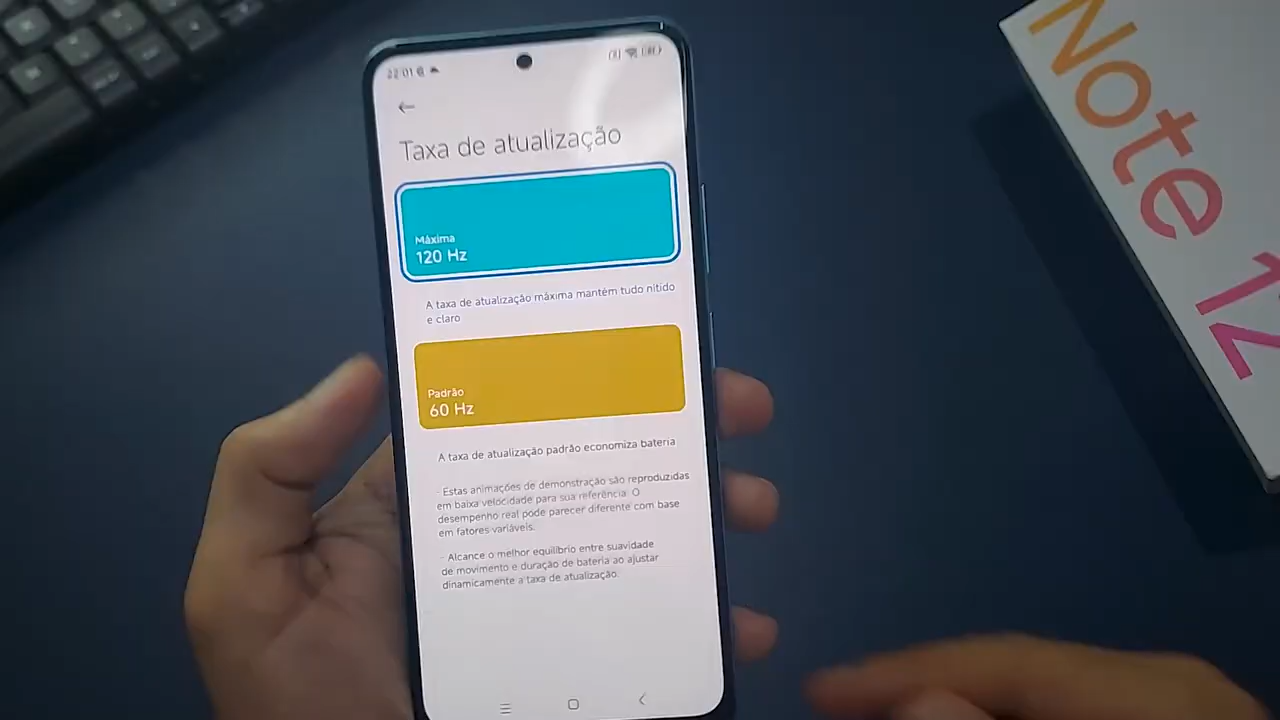 22:01
Taxa de atualização
Máxima
120 Hz
A taxa de atualização máxima mantém tudo nítido
e claro
Padrão
60 Hz
A taxa de atualização padrão economiza bateria
- Estas animações de demonstração são reproduzidas
em baixa velocidade para sua referência. O
desempenho real pode parecer diferente com base
em fatores variáveis.
- Alcance o melhor equilíbrio entre suavidade
de movimento e duração de bateria ao ajustar
dinamicamente a taxa de atualização.
Note 12